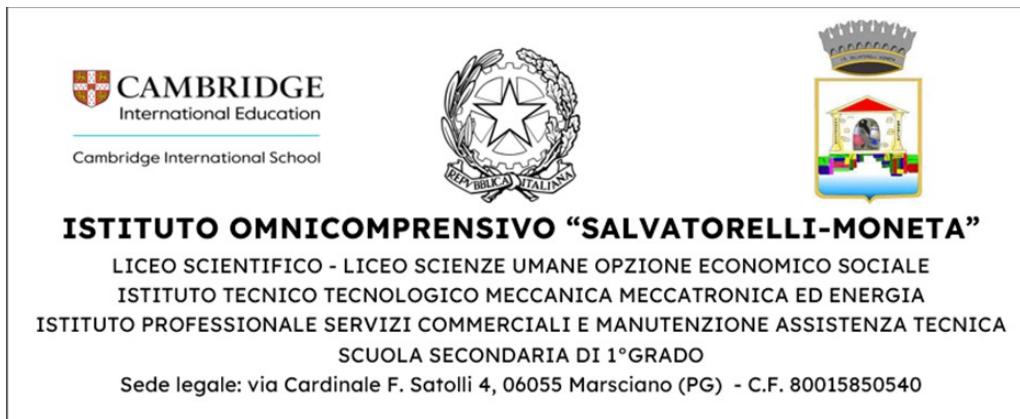 CAMBRIDGE
International Education
Cambridge International School
REPVBBLICA ITALIANA
I.O. SALVATORELLI MONETA
ISTITUTO OMNICOMPRENSIVO “SALVATORELLI-MONETA”
LICEO SCIENTIFICO - LICEO SCIENZE UMANE OPZIONE ECONOMICO SOCIALE
ISTITUTO TECNICO TECNOLOGICO MECCANICA MECCATRONICA ED ENERGIA
ISTITUTO PROFESSIONALE SERVIZI COMMERCIALI E MANUTENZIONE ASSISTENZA TECNICA
SCUOLA SECONDARIA DI 1°GRADO
Sede legale: via Cardinale F. Satolli 4, 06055 Marsciano (PG) - C.F. 80015850540